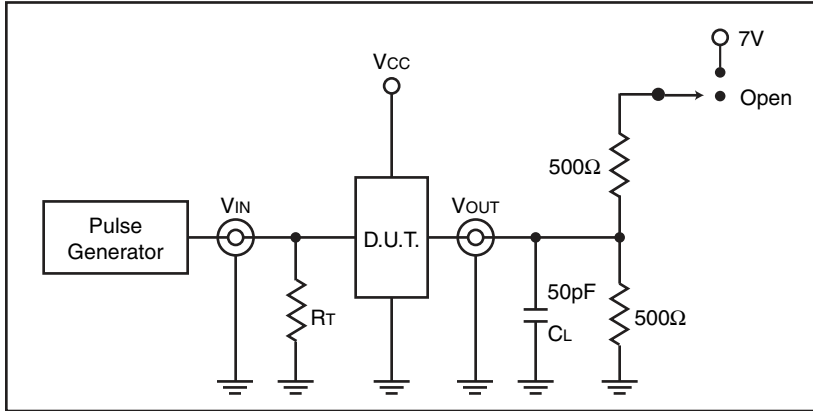 7V
Vcc
Open
500Ω
VIN
VOUT
Pulse
Generator
D.U.T.
50pF
RT
CL
500Ω